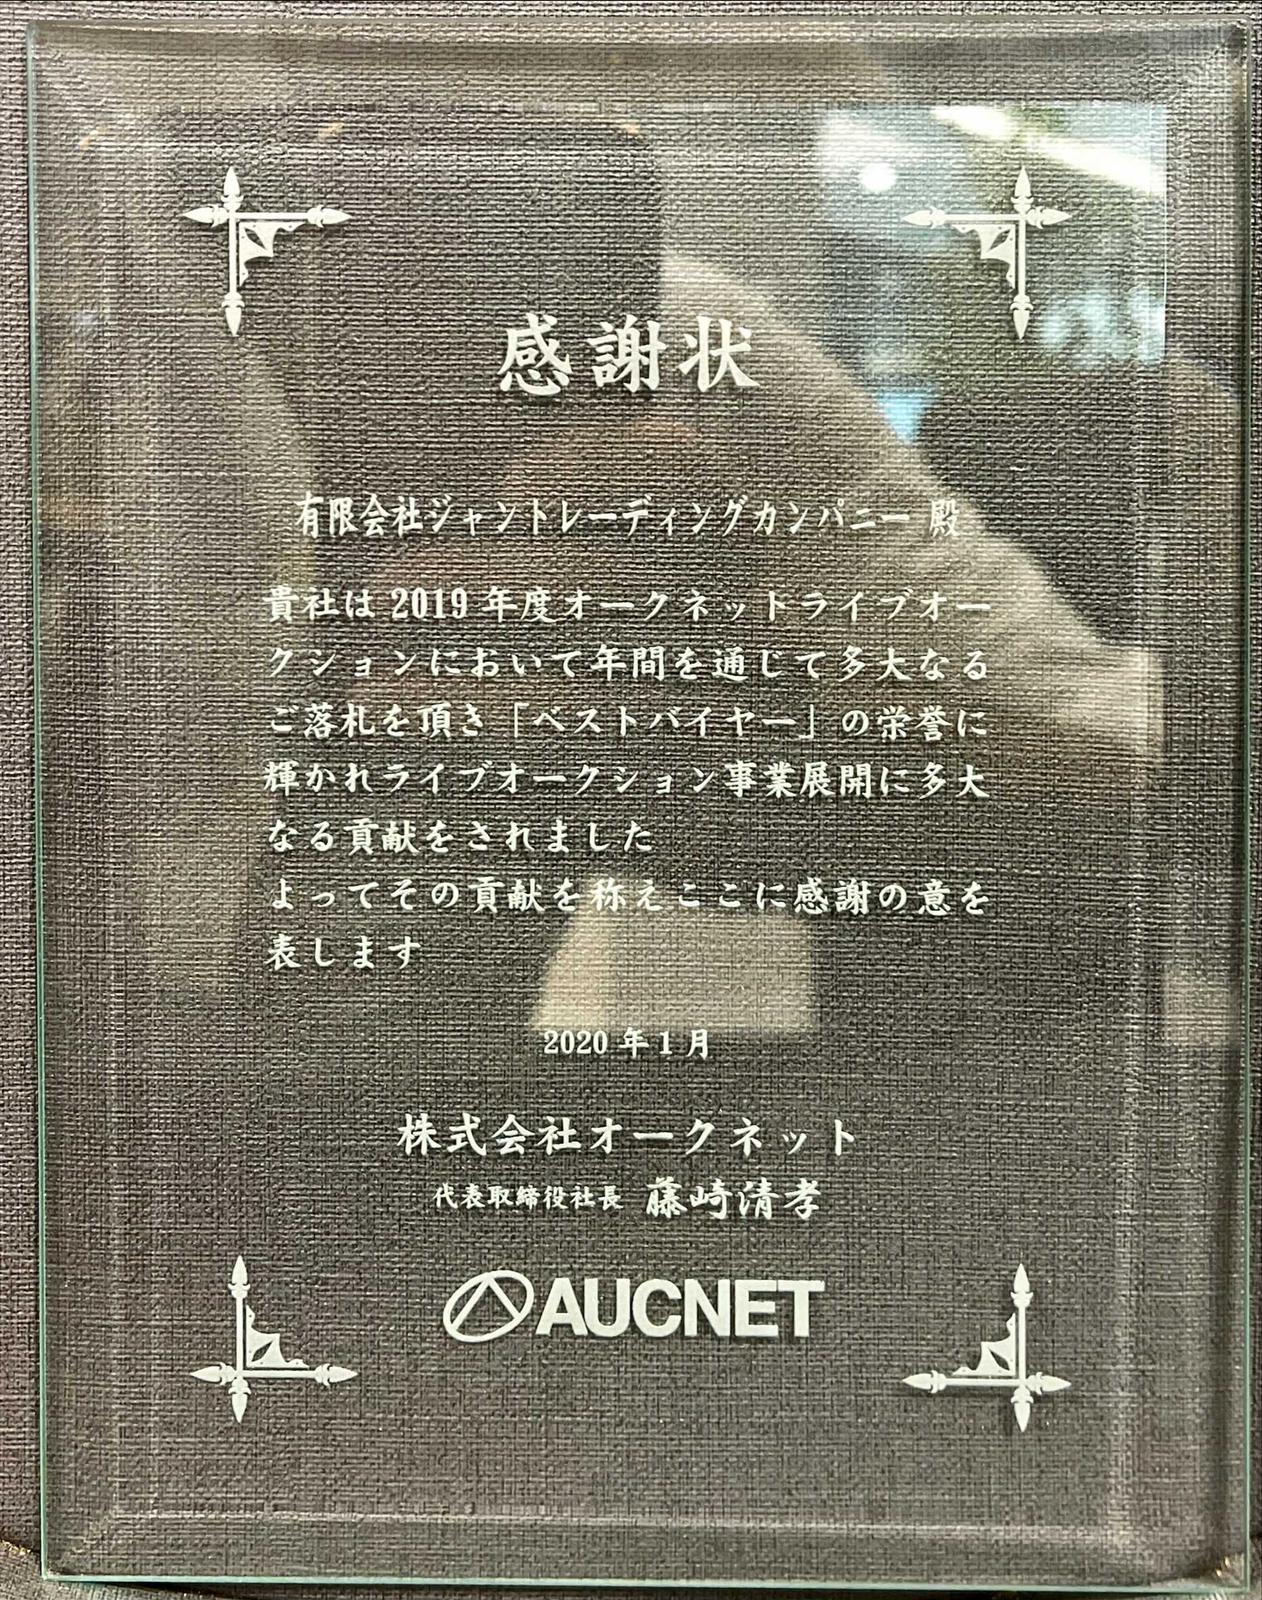 感謝状
有限会社ジャントレーディングカンパニー 殿
貴社は 2019 年度オークネットライブオー
クションにおいて年間を通じて多大なる
ご落札を頂き「ベストバイヤー」の栄誉に
輝かれライブオークション事業展開に多大
なる貢献をされました
よってその貢献を称えここに感謝の意を
表します
2020 年 1 月
株式会社オークネット
代表取締役社長 藤崎清孝
AUCNET